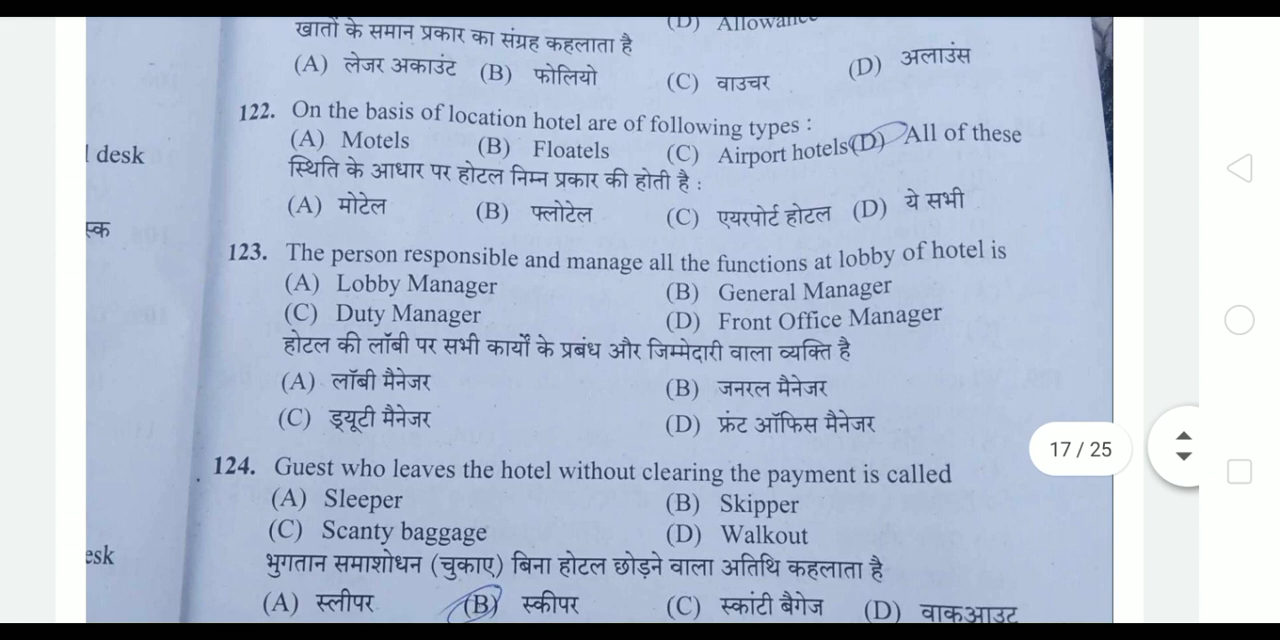 (D) Allowance
खातों के समान प्रकार का संग्रह कहलाता है
(A) लेजर अकाउंट (B) फोलियो (C) वाउचर (D) अलाउंस
122. On the basis of location hotel are of following types :
(A) Motels (B) Floatels (C) Airport hotels (D) All of these
स्थिति के आधार पर होटल निम्न प्रकार की होती है :
(A) मोटेल (B) फ्लोटेल (C) एयरपोर्ट होटल (D) ये सभी
123. The person responsible and manage all the functions at lobby of hotel is
(A) Lobby Manager (B) General Manager
(C) Duty Manager (D) Front Office Manager
होटल की लॉबी पर सभी कार्यों के प्रबंध और जिम्मेदारी वाला व्यक्ति है
(A) लॉबी मैनेजर (B) जनरल मैनेजर
(C) ड्यूटी मैनेजर (D) फ्रंट ऑफिस मैनेजर
124. Guest who leaves the hotel without clearing the payment is called
(A) Sleeper (B) Skipper
(C) Scanty baggage (D) Walkout
भुगतान समाशोधन (चुकाए) बिना होटल छोड़ने वाला अतिथि कहलाता है
(A) स्लीपर (B) स्कीपर (C) स्कांटी बैगेज (D) वाकआउट
desk
स्क
esk
17 / 25